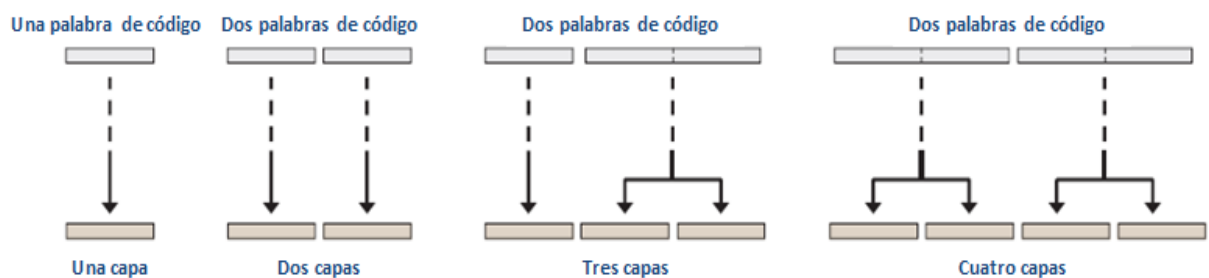 Una palabra de código
Dos palabras de código
Dos palabras de código
Dos palabras de código
Una capa
Dos capas
Tres capas
Cuatro capas